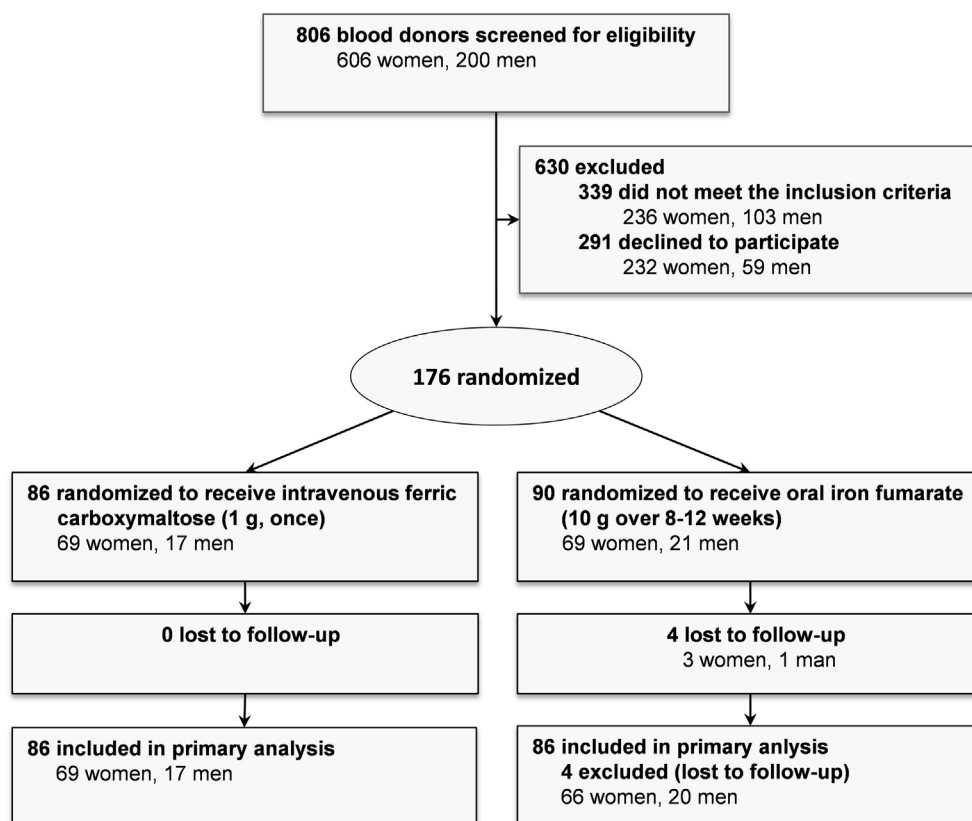 806 blood donors screened for eligibility
606 women, 200 men
630 excluded
339 did not meet the inclusion criteria
236 women, 103 men
291 declined to participate
232 women, 59 men
176 randomized
86 randomized to receive intravenous ferric
carboxymaltose (1 g, once)
69 women, 17 men
90 randomized to receive oral iron fumarate
(10 g over 8-12 weeks)
69 women, 21 men
0 lost to follow-up
4 lost to follow-up
3 women, 1 man
86 included in primary analysis
69 women, 17 men
86 included in primary anlysis
4 excluded (lost to follow-up)
66 women, 20 men